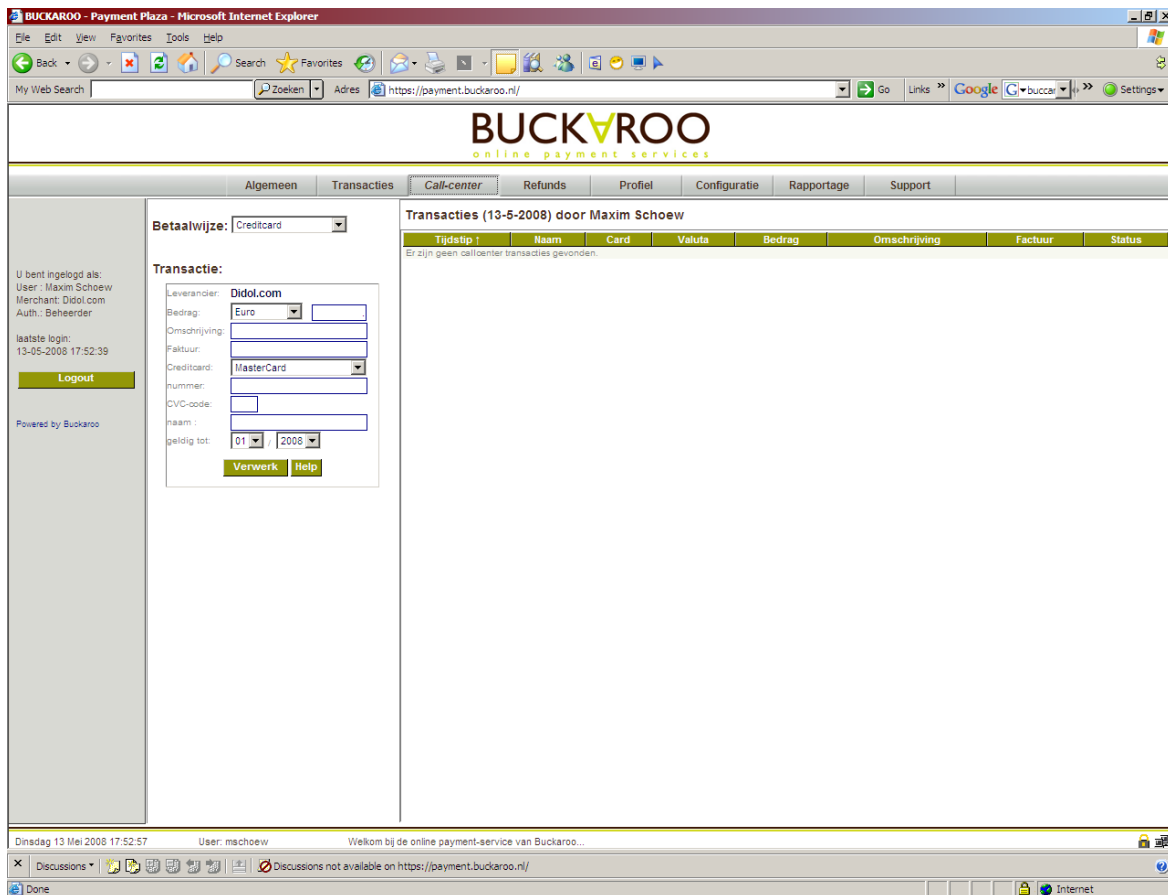 BUCKAROO - Payment Plaza - Microsoft Internet Explorer
File Edit View Favorites Tools Help
Back Search Favorites
My Web Search Zoeken Adres https://payment.buckaroo.nl/ Go Links » Google G buccar » Settings
BUCKAROO
online payment services
Algemeen Transacties Call-center Refunds Profiel Configuratie Rapportage Support
Betaalwijze: Creditcard
Transacties (13-5-2008) door Maxim Schoew
Tijdstip ↑ Naam Card Valuta Bedrag Omschrijving Factuur Status
Er zijn geen callcenter transacties gevonden.
U bent ingelogd als:
User : Maxim Schoew
Merchant: Didol.com
Auth.: Beheerder
laatste login:
13-05-2008 17:52:39
Logout
Powered by Buckaroo
Transactie:
Leverancier: Didol.com
Bedrag: Euro ,
Omschrijving:
Faktuur:
Creditcard: MasterCard
nummer:
CVC-code:
naam :
geldig tot: 01 / 2008
Verwerk Help
Dinsdag 13 Mei 2008 17:52:57 User: mschoew Welkom bij de online payment-service van Buckaroo...
Discussions Discussions not available on https://payment.buckaroo.nl/
Done Internet